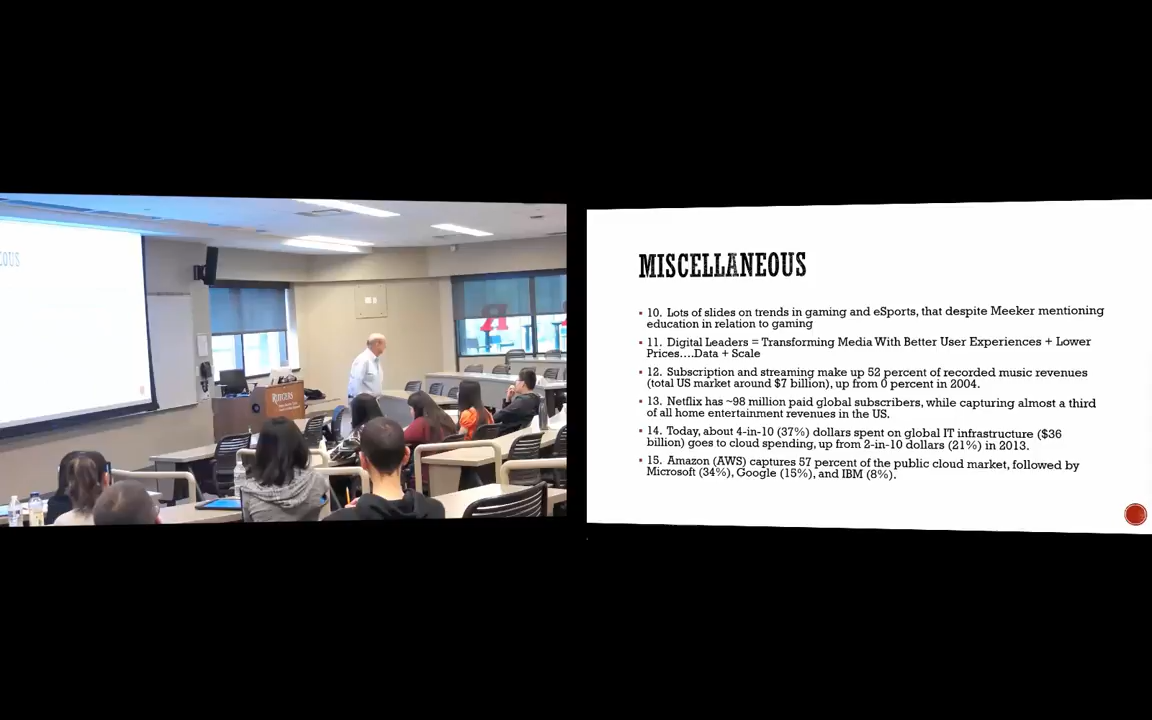 OUS
RUTGERS
R
MISCELLANEOUS
▪ 10. Lots of slides on trends in gaming and eSports, that despite Meeker mentioning
education in relation to gaming
▪ 11. Digital Leaders = Transforming Media With Better User Experiences + Lower
Prices....Data + Scale
▪ 12. Subscription and streaming make up 52 percent of recorded music revenues
(total US market around $7 billion), up from 0 percent in 2004.
▪ 13. Netflix has ~98 million paid global subscribers, while capturing almost a third
of all home entertainment revenues in the US.
▪ 14. Today, about 4-in-10 (37%) dollars spent on global IT infrastructure ($36
billion) goes to cloud spending, up from 2-in-10 dollars (21%) in 2013.
▪ 15. Amazon (AWS) captures 57 percent of the public cloud market, followed by
Microsoft (34%), Google (15%), and IBM (8%).